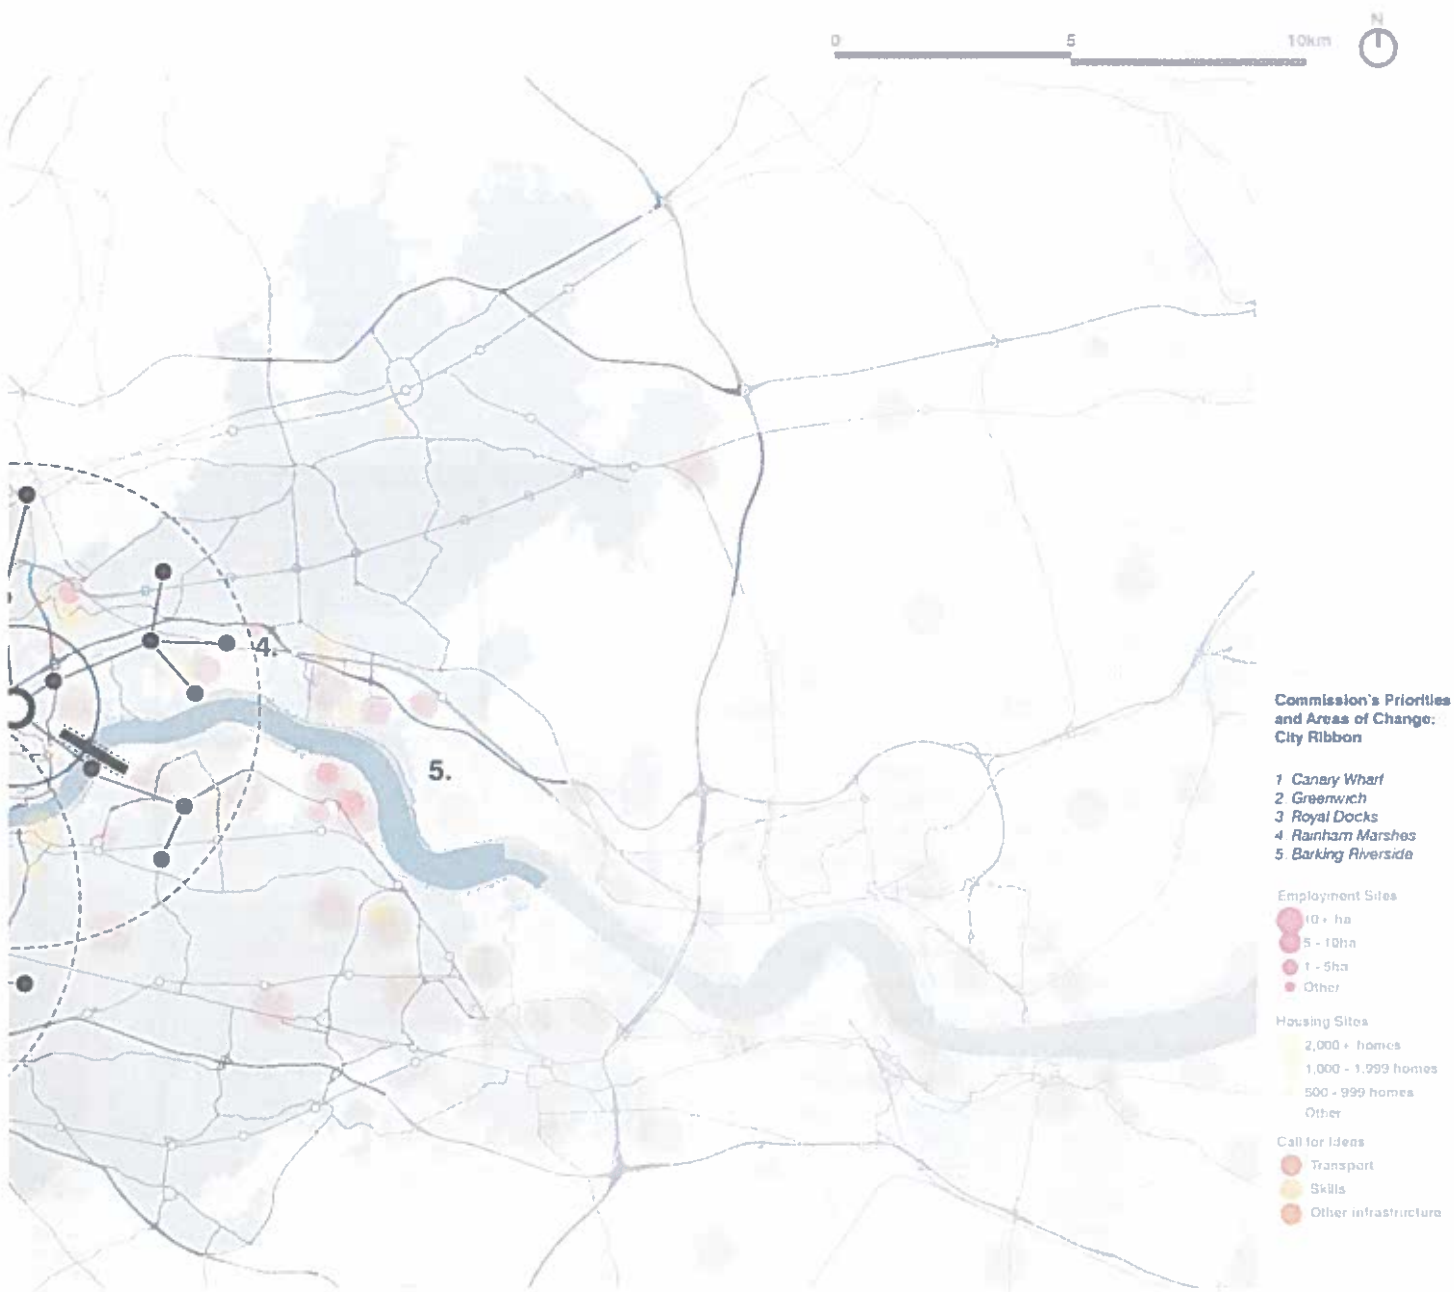 N
0 5 10km
4.
5.
Commission's Priorities
and Areas of Change:
City Ribbon
1 Canary Wharf
2. Greenwich
3 Royal Docks
4 Rainham Marshes
5. Barking Riverside
Employment Sites
10+ ha
5 - 10ha
1 - 5ha
Other
Housing Sites
2,000+ homes
1,000 - 1,999 homes
500 - 999 homes
Other
Call for Ideas
Transport
Skills
Other infrastructure